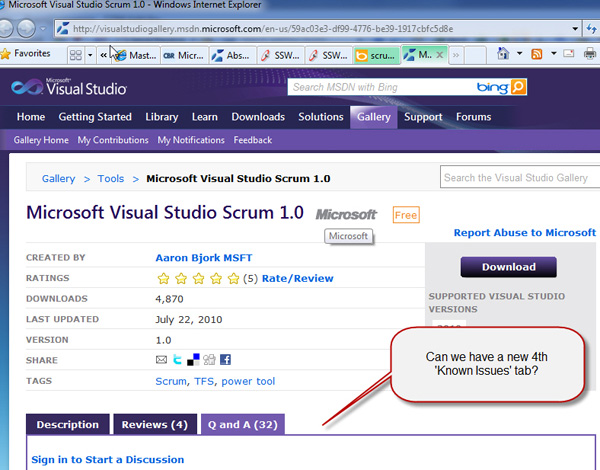 Microsoft Visual Studio Scrum 1.0 - Windows Internet Explorer
http://visualstudiogallery.msdn.microsoft.com/en-us/59ac03e3-df99-4776-be39-1917cbfc5d8e
Favorites
Mast... CBR Micr... Abs... SSW... SSW... scru... SSW... M...
Microsoft
Visual Studio
Search MSDN with Bing bing
Home Getting Started Library Learn Downloads Solutions Gallery Support Forums
Gallery Home My Contributions My Notifications Feedback
Gallery > Tools > Microsoft Visual Studio Scrum 1.0
Search the Visual Studio Gallery
Microsoft Visual Studio Scrum 1.0 Microsoft Free
Microsoft
Report Abuse to Microsoft
CREATED BY Aaron Bjork MSFT
Download
RATINGS (5) Rate/Review
DOWNLOADS 4,870
SUPPORTED VISUAL STUDIO
VERSIONS
LAST UPDATED July 22, 2010
VERSION 1.0
SHARE
TAGS Scrum, TFS, power tool
Can we have a new 4th
'Known Issues' tab?
Description Reviews (4) Q and A (32)
Sign in to Start a Discussion